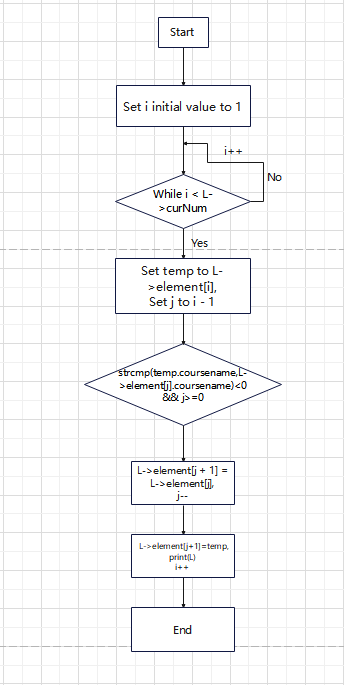 Start
Set i initial value to 1
i++
No
While i < L-
>curNum
Yes
Set temp to L-
>element[i],
Set j to i - 1
strcmp(temp.coursename,L-
>element[j].coursename)<0
&& j>=0
L->element[j + 1] =
L->element[j],
j--
L->element[j+1]=temp,
print(L)
i++
End